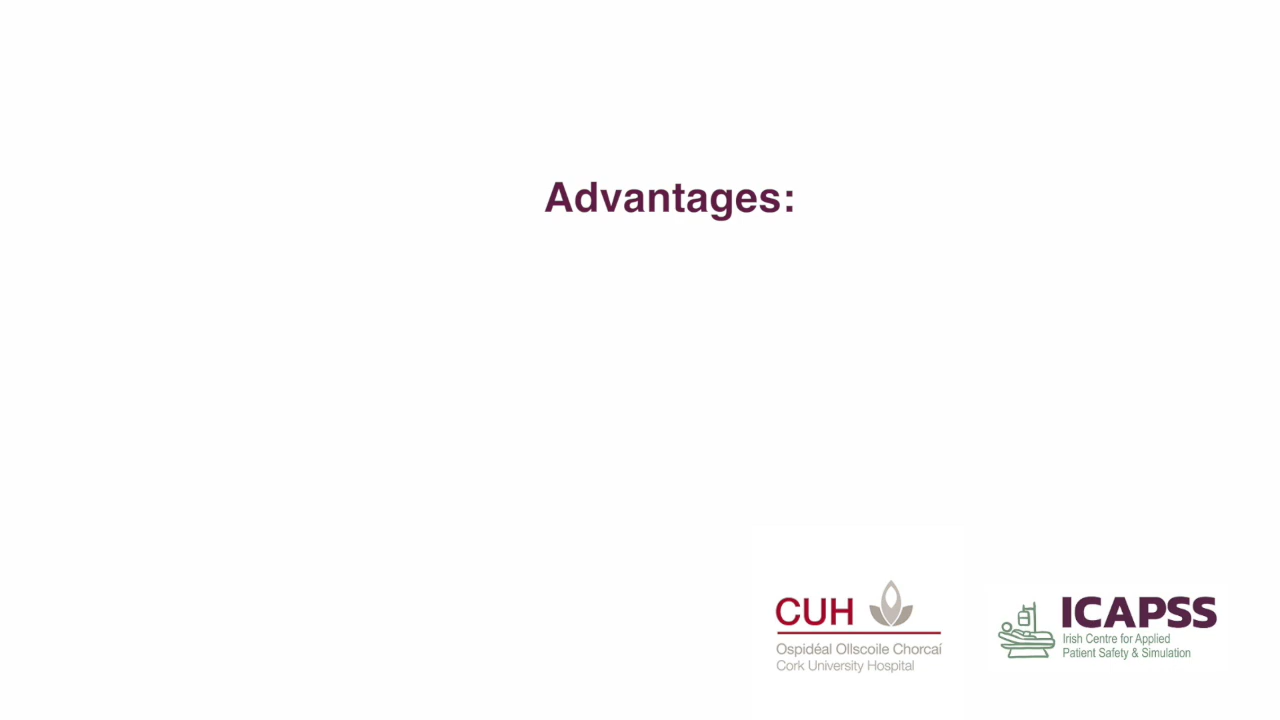 Advantages:
CUH
Ospidéal Ollscoile Chorcaí
Cork University Hospital
ICAPSS
Irish Centre for Applied
Patient Safety & Simulation